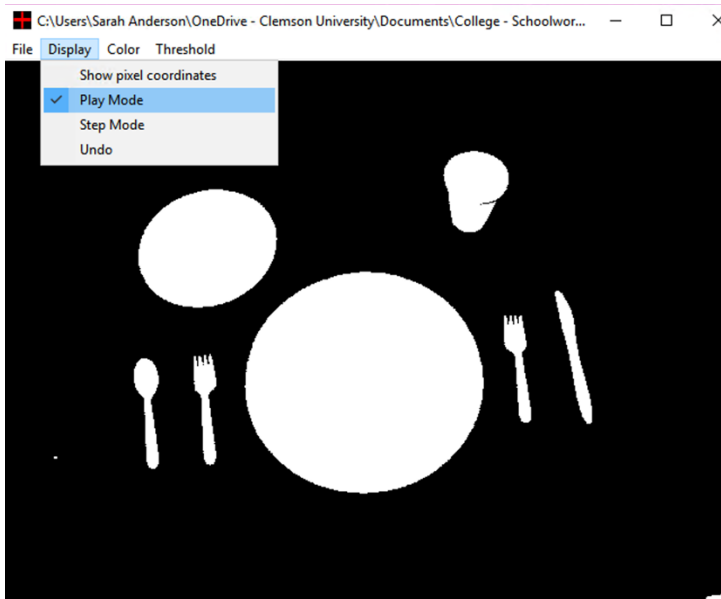 C:\Users\Sarah Anderson\OneDrive - Clemson University\Documents\College - Schoolwor...
File Display Color Threshold
Show pixel coordinates
Play Mode
Step Mode
Undo